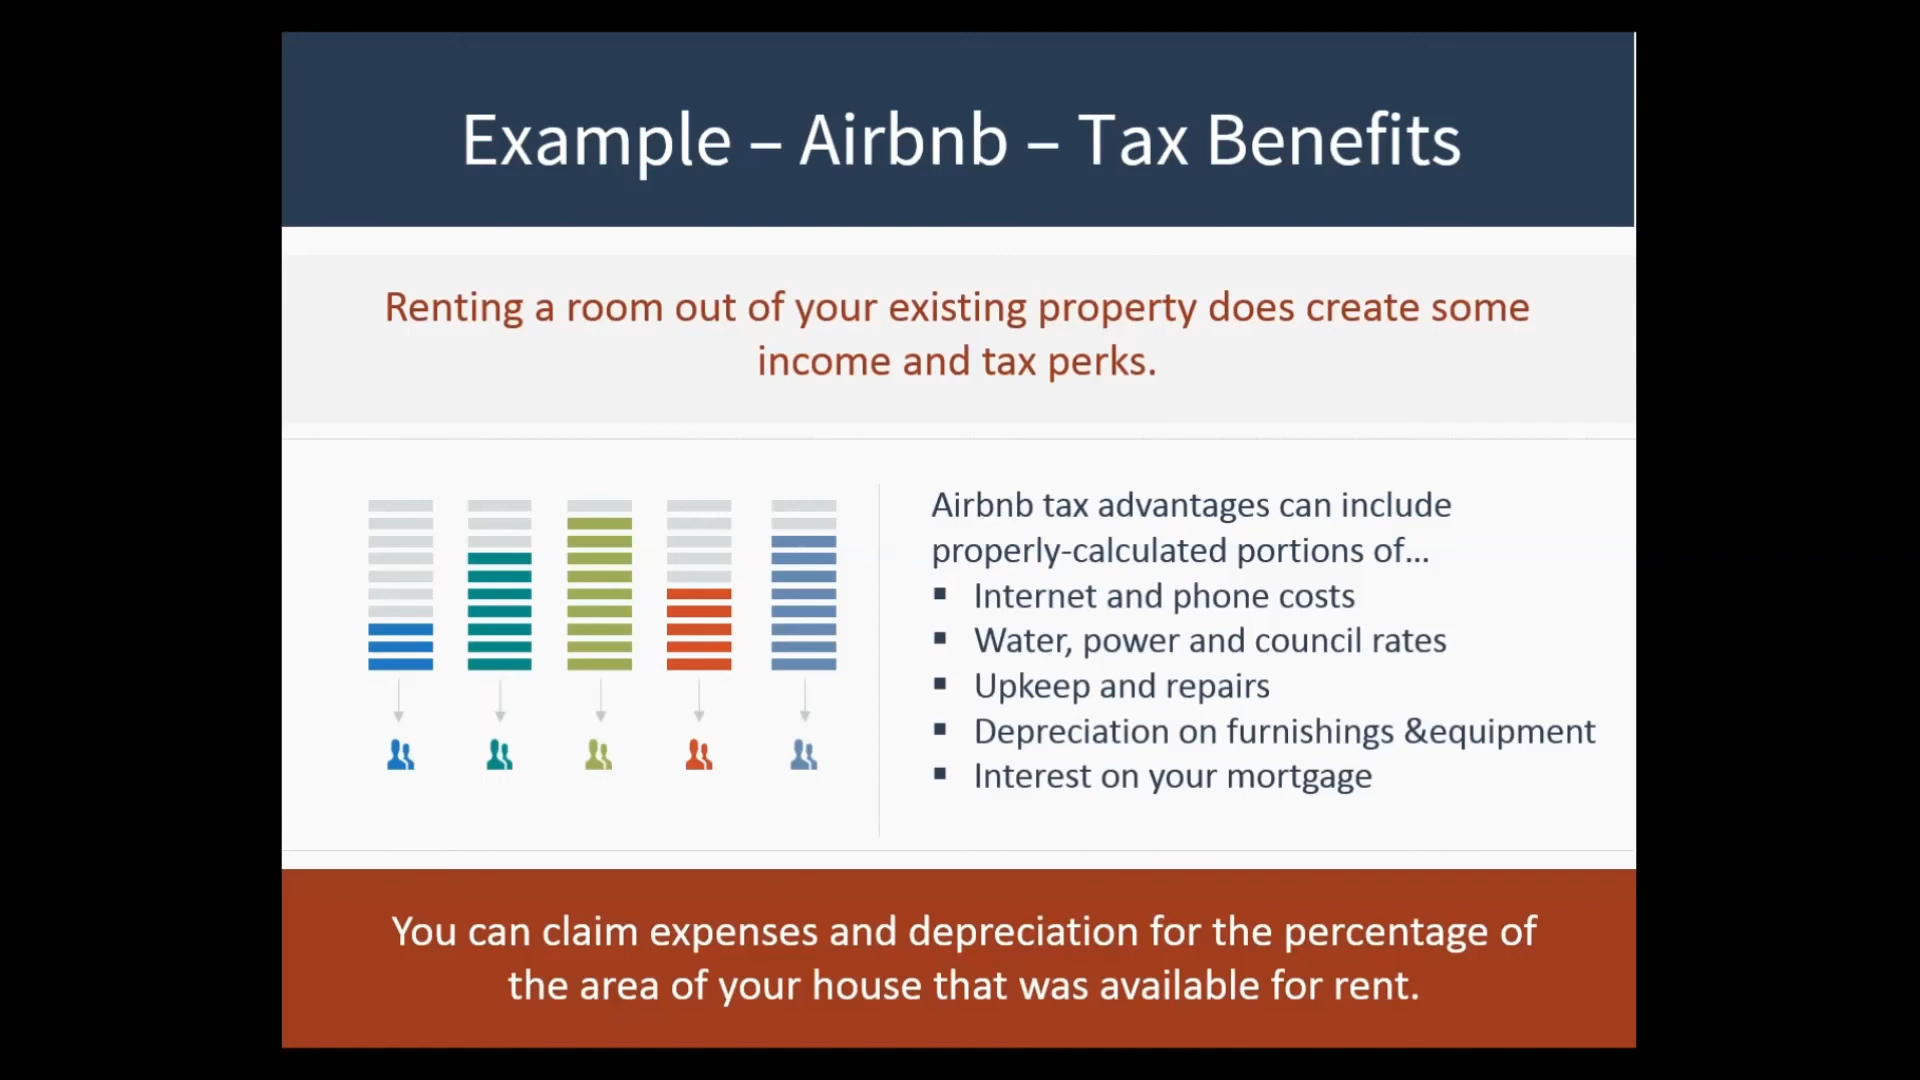 Example – Airbnb – Tax Benefits
Renting a room out of your existing property does create some
income and tax perks.
Airbnb tax advantages can include
properly-calculated portions of...
▪ Internet and phone costs
▪ Water, power and council rates
▪ Upkeep and repairs
▪ Depreciation on furnishings &equipment
▪ Interest on your mortgage
You can claim expenses and depreciation for the percentage of
the area of your house that was available for rent.